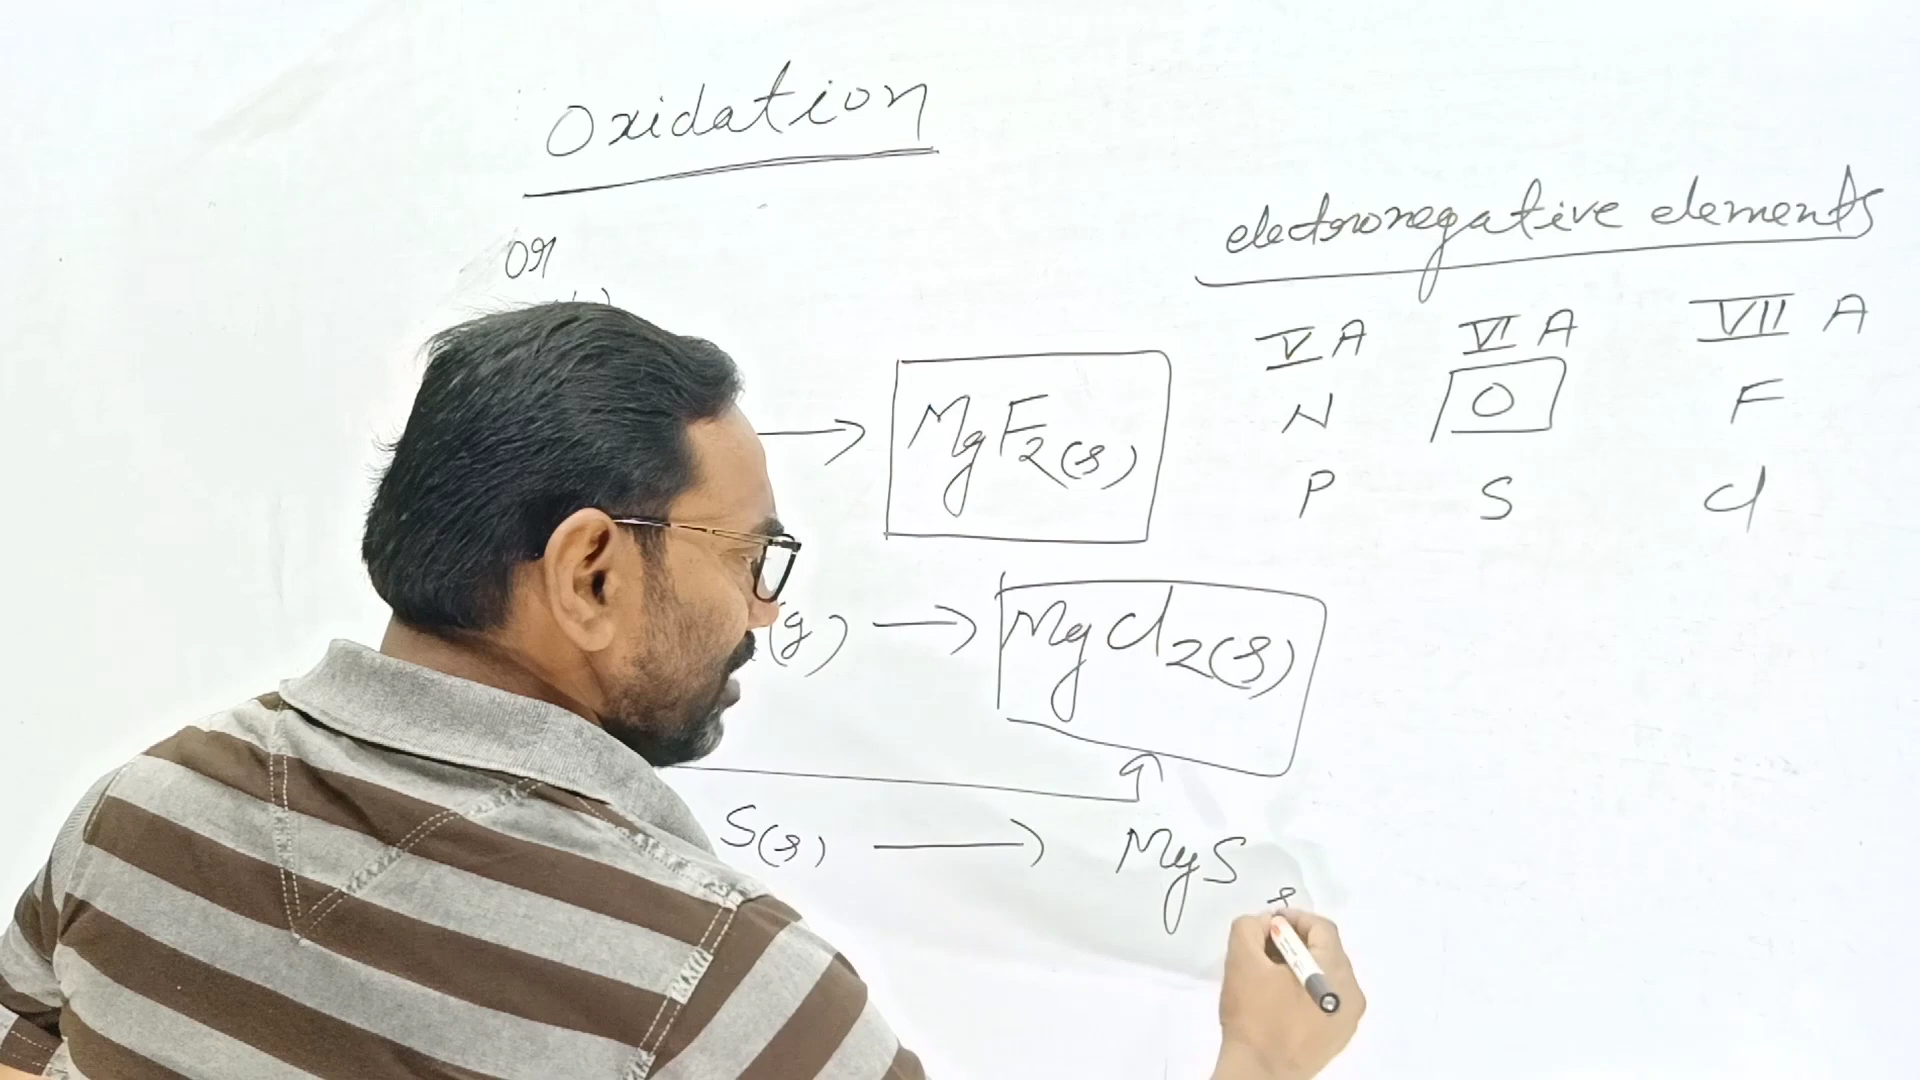 Oxidation
or
electronegative elements
V A VI A VII A
N O F
P S Cl
→ MgF2(s)
(g) → MgCl2(s)
S(s) → MgS s